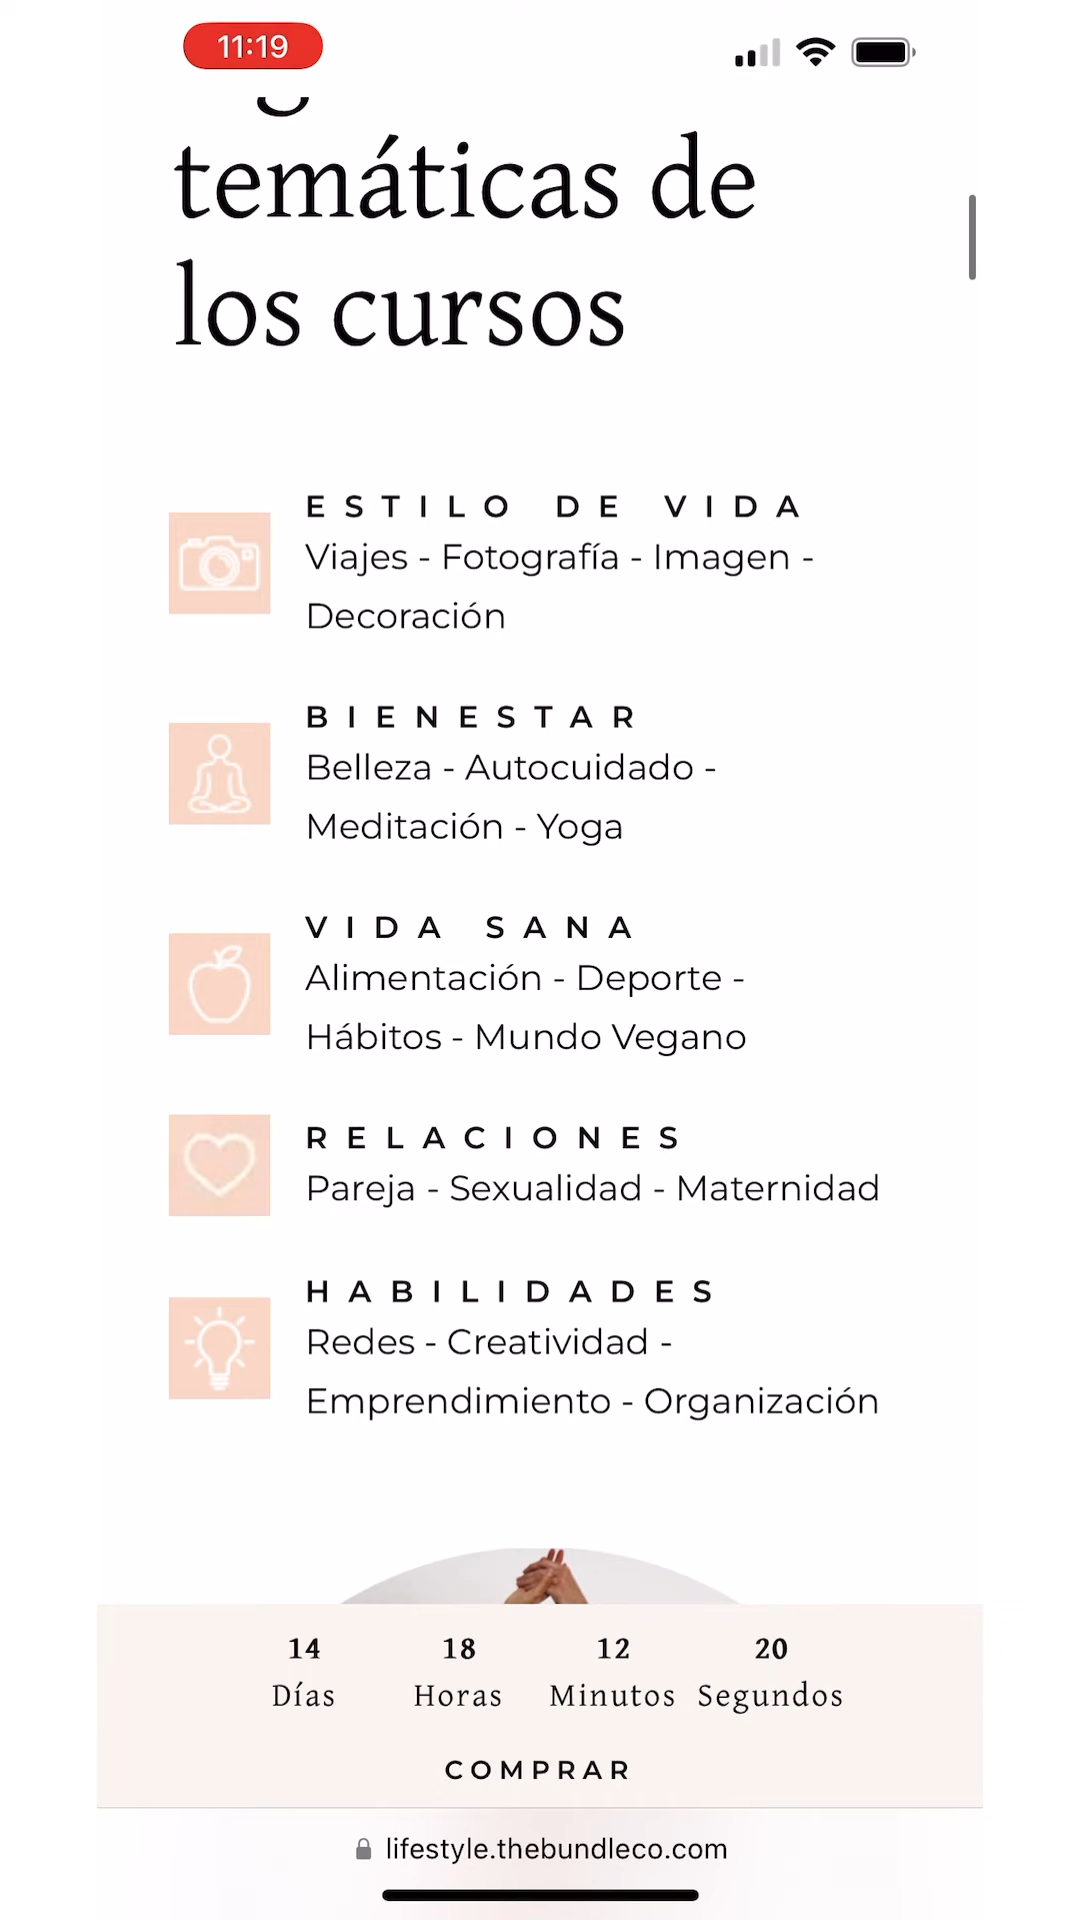 11:19
temáticas de
los cursos
ESTILO DE VIDA
Viajes - Fotografía - Imagen -
Decoración
BIENESTAR
Belleza - Autocuidado -
Meditación - Yoga
VIDA SANA
Alimentación - Deporte -
Hábitos - Mundo Vegano
RELACIONES
Pareja - Sexualidad - Maternidad
HABILIDADES
Redes - Creatividad -
Emprendimiento - Organización
14 18 12 20
Días Horas Minutos Segundos
COMPRAR
lifestyle.thebundleco.com